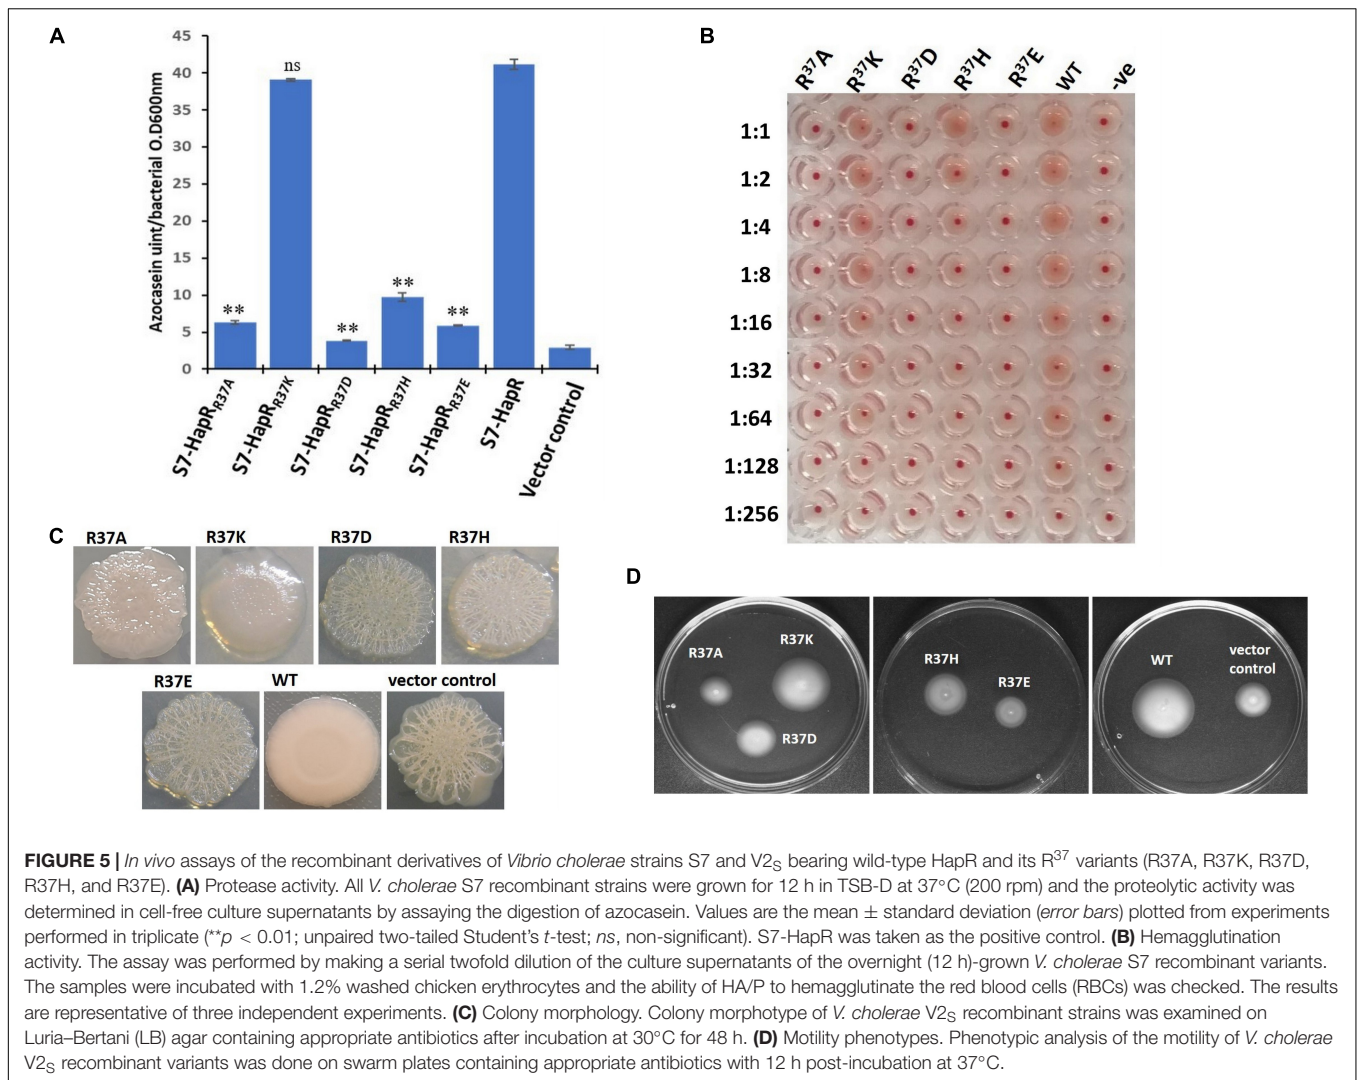 A
Azocasein uint/bacterial O.D600nm
45
40
35
30
25
20
15
10
5
0
**
ns
**
**
**
S7-HapR_R37A
S7-HapR_R37K
S7-HapR_R37D
S7-HapR_R37H
S7-HapR_R37E
S7-HapR
Vector control
B
R³⁷A R³⁷K R³⁷D R³⁷H R³⁷E WT -ve
1:1
1:2
1:4
1:8
1:16
1:32
1:64
1:128
1:256
C
R37A R37K R37D R37H
R37E WT vector control
D
R37A
R37K
R37D
R37H
R37E
WT
vector
control
FIGURE 5 | In vivo assays of the recombinant derivatives of Vibrio cholerae strains S7 and V2S bearing wild-type HapR and its R³⁷ variants (R37A, R37K, R37D,
R37H, and R37E). (A) Protease activity. All V. cholerae S7 recombinant strains were grown for 12 h in TSB-D at 37°C (200 rpm) and the proteolytic activity was
determined in cell-free culture supernatants by assaying the digestion of azocasein. Values are the mean ± standard deviation (error bars) plotted from experiments
performed in triplicate (**p < 0.01; unpaired two-tailed Student's t-test; ns, non-significant). S7-HapR was taken as the positive control. (B) Hemagglutination
activity. The assay was performed by making a serial twofold dilution of the culture supernatants of the overnight (12 h)-grown V. cholerae S7 recombinant variants.
The samples were incubated with 1.2% washed chicken erythrocytes and the ability of HA/P to hemagglutinate the red blood cells (RBCs) was checked. The results
are representative of three independent experiments. (C) Colony morphology. Colony morphotype of V. cholerae V2S recombinant strains was examined on
Luria–Bertani (LB) agar containing appropriate antibiotics after incubation at 30°C for 48 h. (D) Motility phenotypes. Phenotypic analysis of the motility of V. cholerae
V2S recombinant variants was done on swarm plates containing appropriate antibiotics with 12 h post-incubation at 37°C.